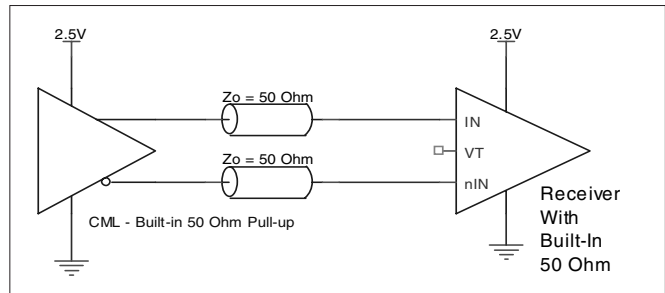 2.5V
2.5V
Zo = 50 Ohm
IN
VT
Zo = 50 Ohm
nIN
CML - Built-in 50 Ohm Pull-up
Receiver
With
Built-In
50 Ohm